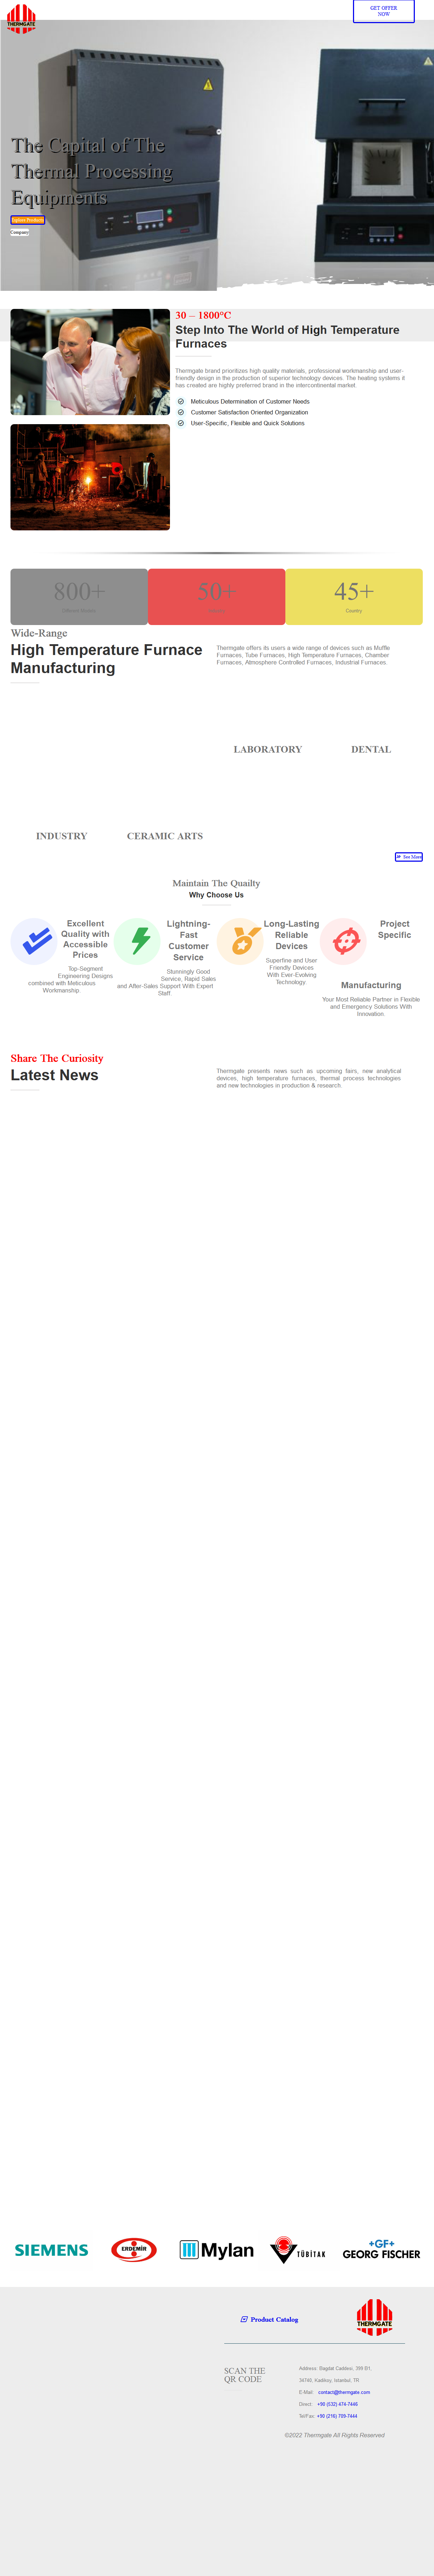 THERMGATE
GET OFFER
NOW
The Capital of The
Thermal Processing
Equipments
Explore Products
Company
30 – 1800°C
Step Into The World of High Temperature
Furnaces
Thermgate brand prioritizes high quality materials, professional workmanship and user-
friendly design in the production of superior technology devices. The heating systems it
has created are highly preferred brand in the intercontinental market.
Meticulous Determination of Customer Needs
Customer Satisfaction Oriented Organization
User-Specific, Flexible and Quick Solutions
800+
50+
45+
Country
Wide-Range
High Temperature Furnace
Manufacturing
Thermgate offers its users a wide range of devices such as Muffle
Furnaces, Tube Furnaces, High Temperature Furnaces, Chamber
Furnaces, Atmosphere Controlled Furnaces, Industrial Furnaces.
LABORATORY
DENTAL
INDUSTRY
CERAMIC ARTS
See More
Maintain The Quailty
Why Choose Us
Excellent
Quality with
Accessible
Prices
Top-Segment
Engineering Designs
combined with Meticulous
Workmanship.
Lightning-
Fast
Customer
Service
Stunningly Good
Service, Rapid Sales
and After-Sales Support With Expert
Staff.
Long-Lasting
Reliable
Devices
Superfine and User
Friendly Devices
With Ever-Evolving
Technology.
Project
Specific
Manufacturing
Your Most Reliable Partner in Flexible
and Emergency Solutions With
Innovation.
Share The Curiosity
Latest News
Thermgate presents news such as upcoming fairs, new analytical
devices, high temperature furnaces, thermal process technologies
and new technologies in production & research.
SIEMENS
ERDEMİR
Mylan
TÜBİTAK
+GF+
GEORG FISCHER
Product Catalog
THERMGATE
SCAN THE
QR CODE
Address: Bagdat Caddesi, 399 B1,
34740, Kadikoy, Istanbul, TR
E-Mail: contact@thermgate.com
Direct: +90 (532) 474-7446
Tel/Fax: +90 (216) 709-7444
©2022 Thermgate All Rights Reserved